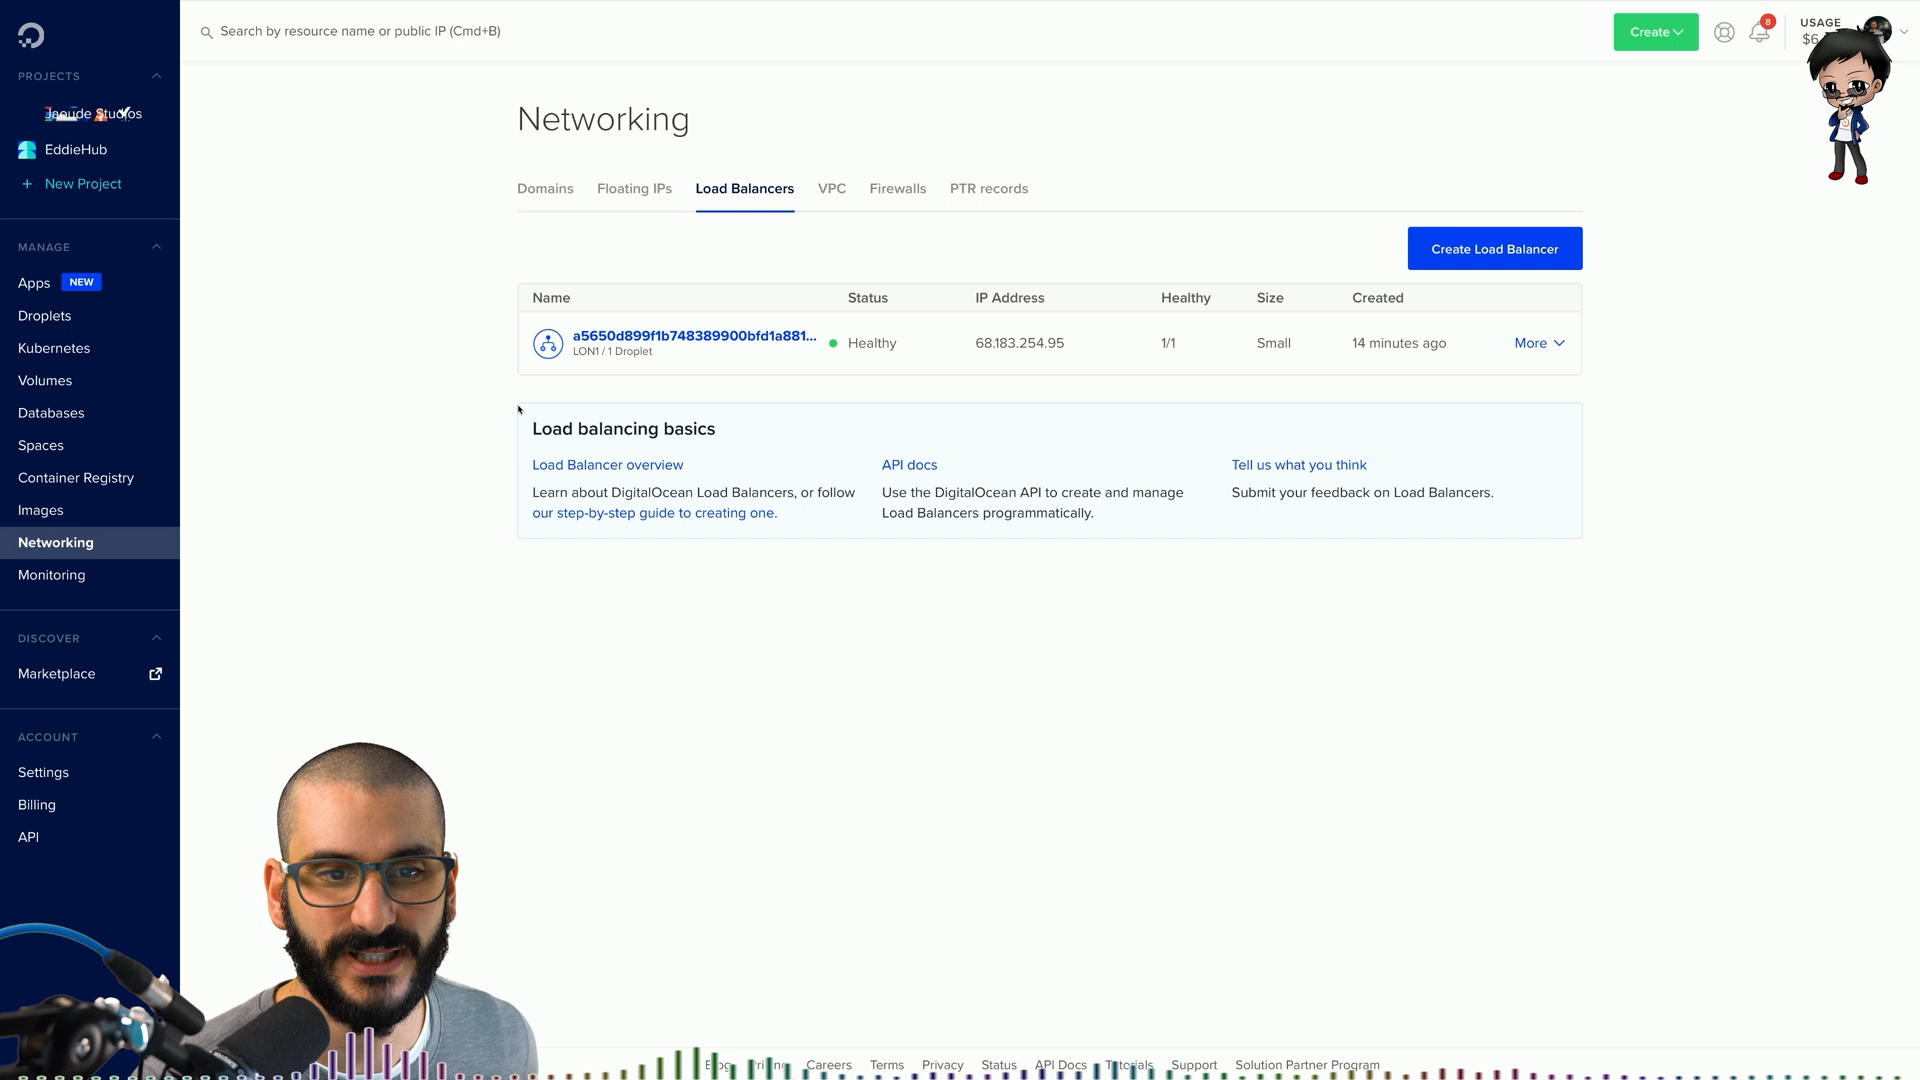 Search by resource name or public IP (Cmd+B)
Create
8
USAGE
PROJECTS
Jaoude Studios
EddieHub
+ New Project
MANAGE
Apps NEW
Droplets
Kubernetes
Volumes
Databases
Spaces
Container Registry
Images
Networking
Monitoring
DISCOVER
Marketplace
ACCOUNT
Settings
Billing
API
Networking
Domains Floating IPs Load Balancers VPC Firewalls PTR records
Create Load Balancer
Name Status IP Address Healthy Size Created
a5650d899f1b748389900bfd1a881... Healthy 68.183.254.95 1/1 Small 14 minutes ago More
LON1 / 1 Droplet
Load balancing basics
Load Balancer overview
Learn about DigitalOcean Load Balancers, or follow
our step-by-step guide to creating one.
API docs
Use the DigitalOcean API to create and manage
Load Balancers programmatically.
Tell us what you think
Submit your feedback on Load Balancers.
Careers Terms Privacy Status API Docs Tutorials Support Solution Partner Program